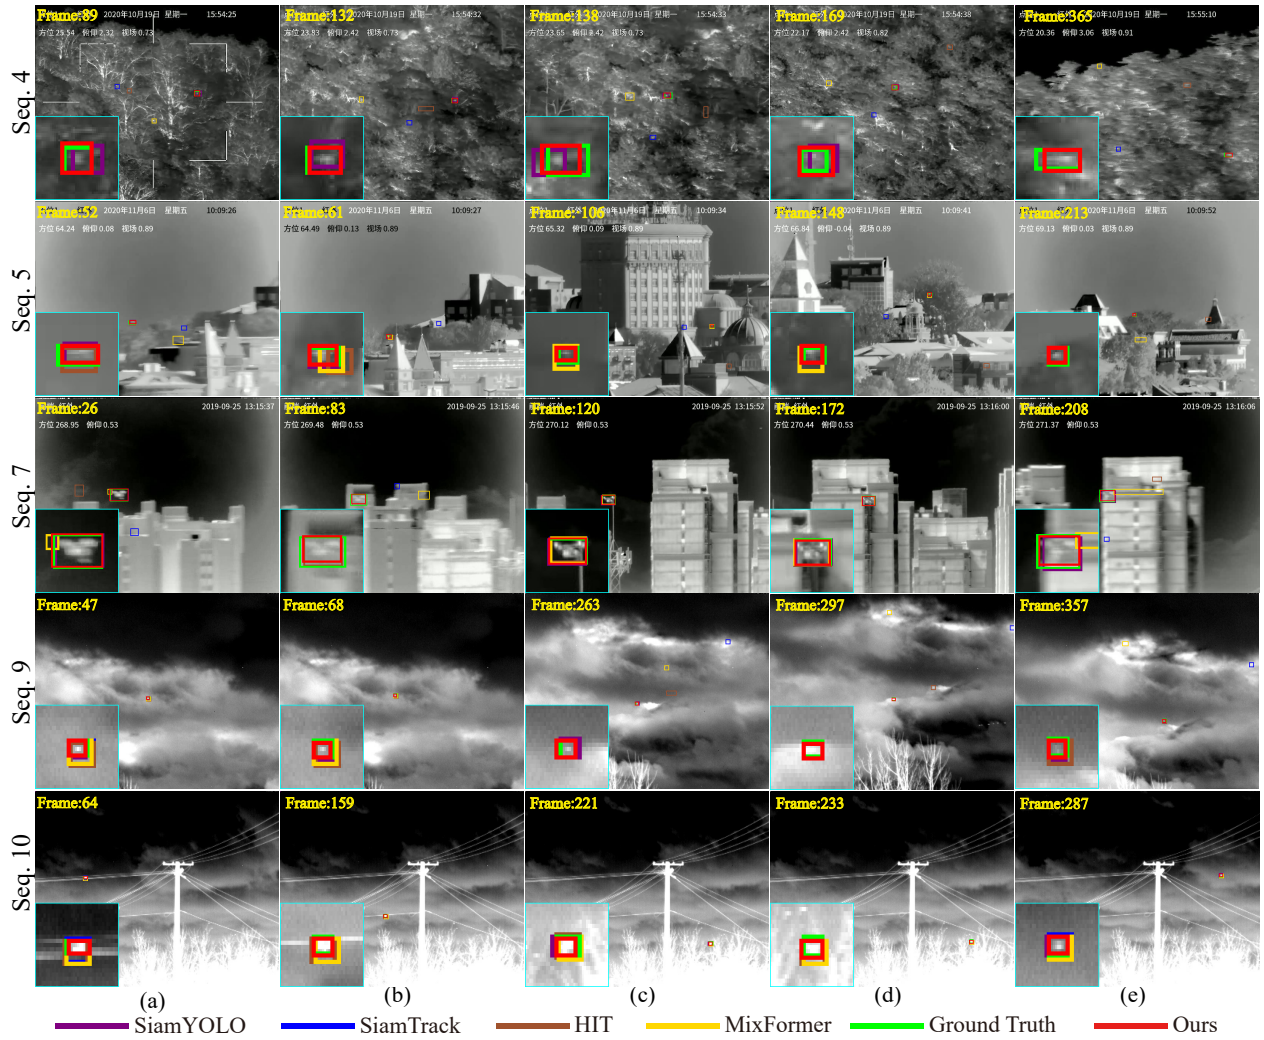 Seq. 4
Frame:89
2020年10月19日 星期一 15:54:25
方位 25.54 俯仰 2.32 视场 0.73
Frame:132
2020年10月19日 星期一 15:54:32
方位 23.83 俯仰 2.42 视场 0.73
Frame:138
2020年10月19日 星期一 15:54:33
方位 23.65 俯仰 2.42 视场 0.73
Frame:169
2020年10月19日 星期一 15:54:38
方位 22.17 俯仰 2.42 视场 0.82
Frame:365
2020年10月19日 星期一 15:55:10
方位 20.36 俯仰 3.06 视场 0.91
Seq. 5
Frame:52
2020年11月6日 星期五 10:09:26
方位 64.24 俯仰 0.08 视场 0.89
Frame:61
2020年11月6日 星期五 10:09:27
方位 64.49 俯仰 0.13 视场 0.89
Frame:106
年11月6日 星期五 10:09:34
方位 65.32 俯仰 0.09 视场 0.89
Frame:148
2020年11月6日 星期五 10:09:41
方位 66.84 俯仰 -0.04 视场 0.89
Frame:213
2020年11月6日 星期五 10:09:52
方位 69.13 俯仰 0.03 视场 0.89
Seq. 7
Frame:26
2019-09-25 13:15:37
方位 268.95 俯仰 0.53
Frame:83
2019-09-25 13:15:46
方位 269.48 俯仰 0.53
Frame:120
2019-09-25 13:15:52
方位 270.12 俯仰 0.53
Frame:172
2019-09-25 13:16:00
方位 270.44 俯仰 0.53
Frame:208
2019-09-25 13:16:06
方位 271.37 俯仰 0.53
Seq. 9
Frame:47
Frame:68
Frame:263
Frame:297
Frame:357
Seq. 10
Frame:64
Frame:159
Frame:221
Frame:233
Frame:287
(a) (b) (c) (d) (e)
SiamYOLO SiamTrack HIT MixFormer Ground Truth Ours